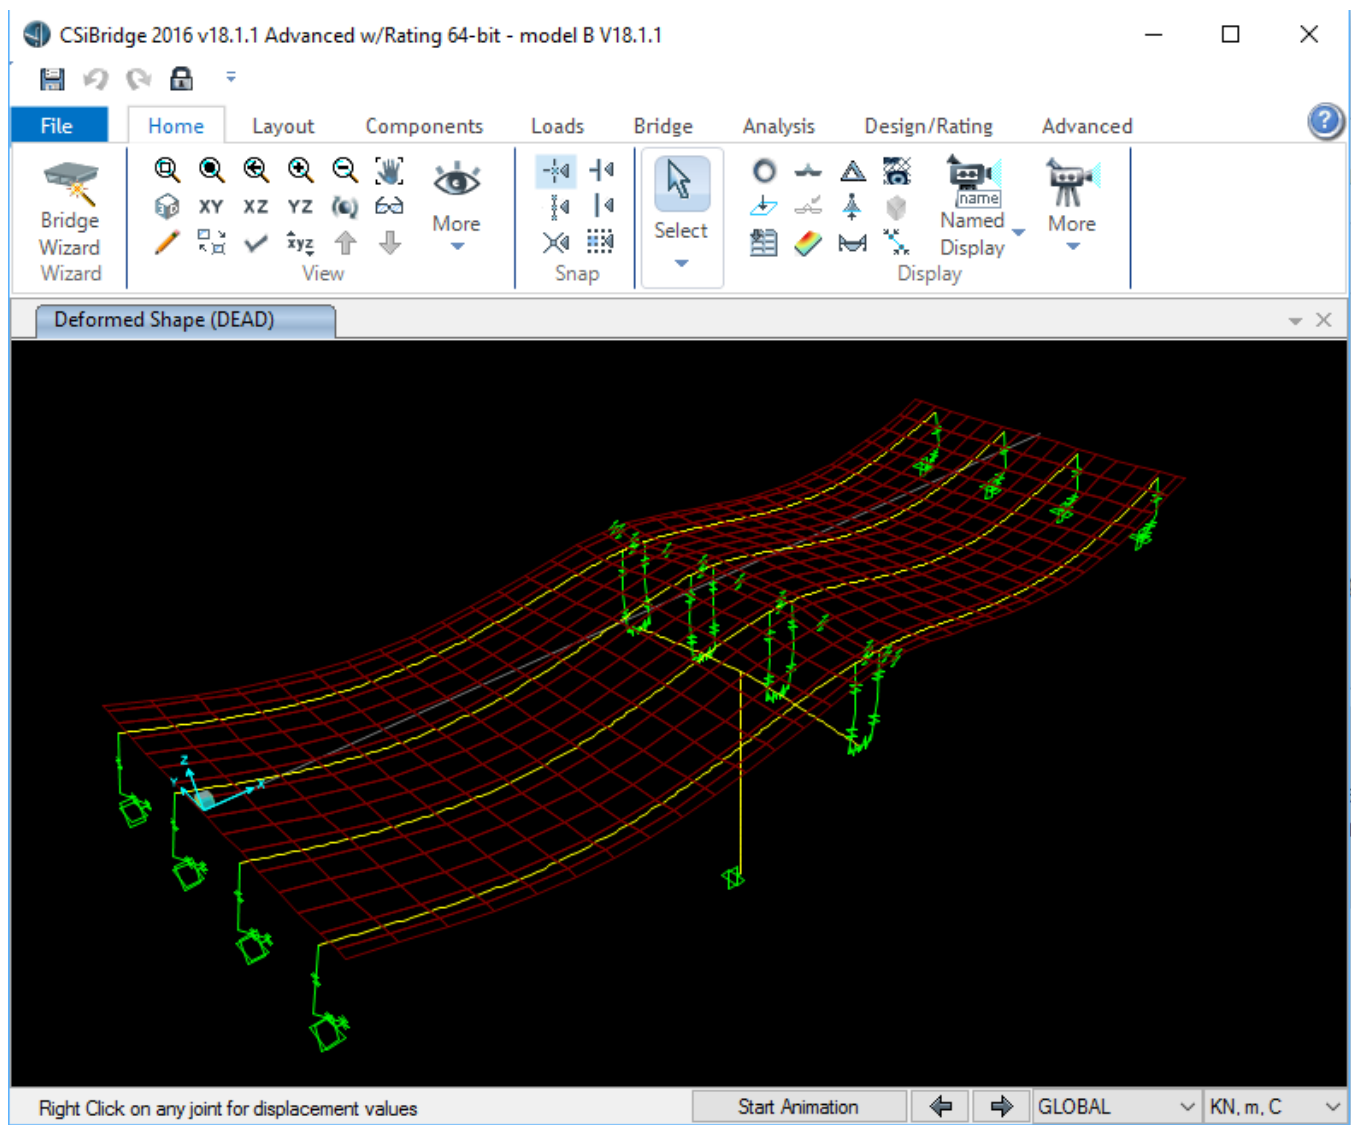 CSiBridge 2016 v18.1.1 Advanced w/Rating 64-bit - model B V18.1.1
File Home Layout Components Loads Bridge Analysis Design/Rating Advanced
?
Bridge Wizard
Wizard
XY XZ YZ
xyz
More
View
Snap
Select
name
Named Display
More
Display
Deformed Shape (DEAD)
Z
Y
X
Right Click on any joint for displacement values
Start Animation
GLOBAL
KN, m, C